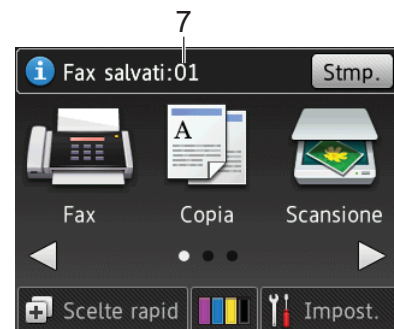 7
Fax salvati:01
Stmp.
Fax
Copia
Scansione
Scelte rapid
Impost.